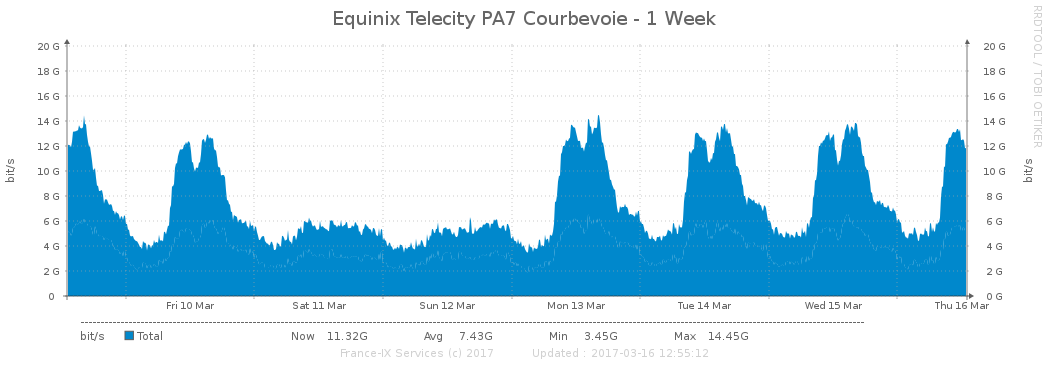 Equinix Telecity PA7 Courbevoie - 1 Week
RRDTOOL / TOBI OETIKER
bit/s
20 G 20 G
18 G 18 G
16 G 16 G
14 G 14 G
12 G 12 G
10 G 10 G
8 G 8 G
6 G 6 G
4 G 4 G
2 G 2 G
0 0 G
bit/s
Fri 10 Mar Sat 11 Mar Sun 12 Mar Mon 13 Mar Tue 14 Mar Wed 15 Mar Thu 16 Mar
bit/s Total Now 11.32G Avg 7.43G Min 3.45G Max 14.45G
France-IX Services (c) 2017 Updated : 2017-03-16 12:55:12